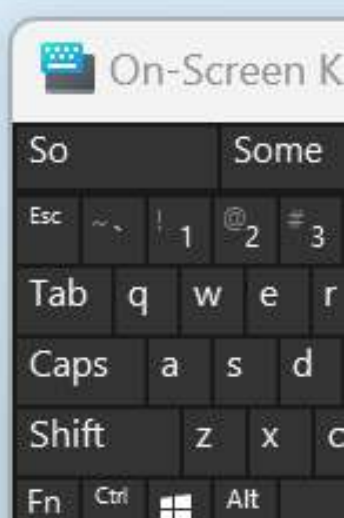 On-Screen K
So Some
Esc ~ ` ! 1 @ 2 # 3
Tab q w e r
Caps a s d
Shift z x c
Fn Ctrl Alt